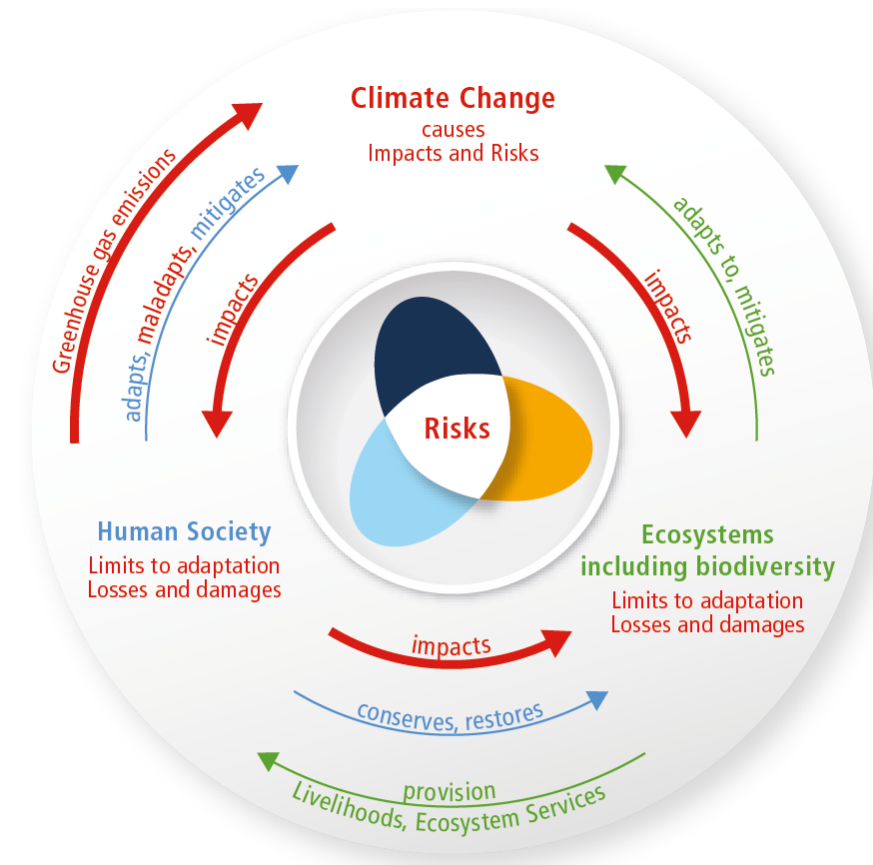 Climate Change
causes
Impacts and Risks
Greenhouse gas emissions
adapts, maladapts, mitigates
impacts
impacts
adapts to, mitigates
Risks
Human Society
Limits to adaptation
Losses and damages
Ecosystems
including biodiversity
Limits to adaptation
Losses and damages
impacts
conserves, restores
provision
Livelihoods, Ecosystem Services